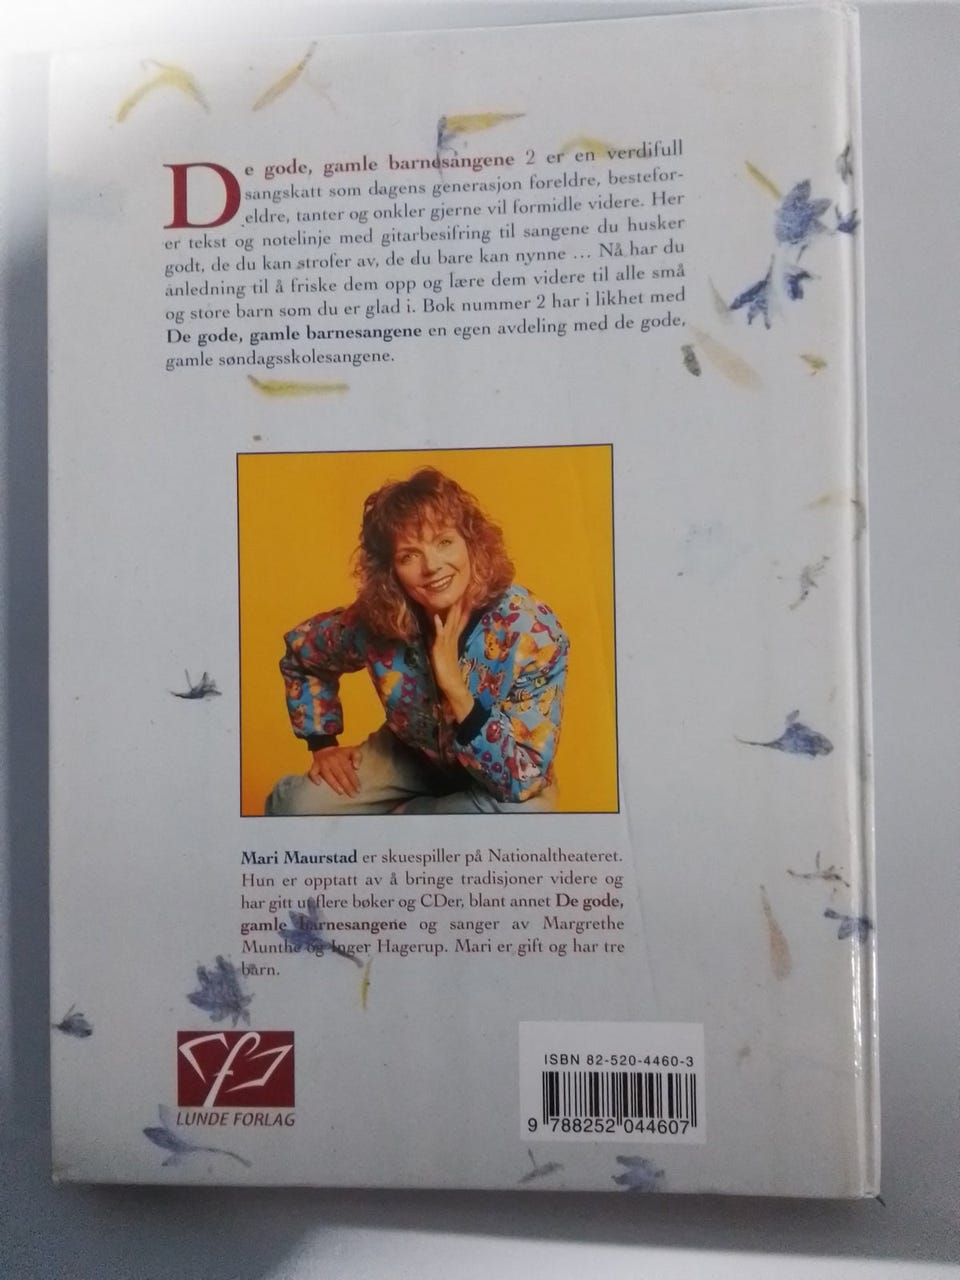 De gode, gamle barnesangene 2 er en verdifull
sangskatt som dagens generasjon foreldre, bestefor-
eldre, tanter og onkler gjerne vil formidle videre. Her
er tekst og notelinje med gitarbesifring til sangene du husker
godt, de du kan strofer av, de du bare kan nynne ... Nå har du
anledning til å friske dem opp og lære dem videre til alle små
og store barn som du er glad i. Bok nummer 2 har i likhet med
De gode, gamle barnesangene en egen avdeling med de gode,
gamle søndagsskolesangene.
Mari Maurstad er skuespiller på Nationaltheateret.
Hun er opptatt av å bringe tradisjoner videre og
har gitt ut flere bøker og CDer, blant annet De gode,
gamle barnesangene og sanger av Margrethe
Munthe og Inger Hagerup. Mari er gift og har tre
barn.
LUNDE FORLAG
ISBN 82-520-4460-3
9 788252 044607